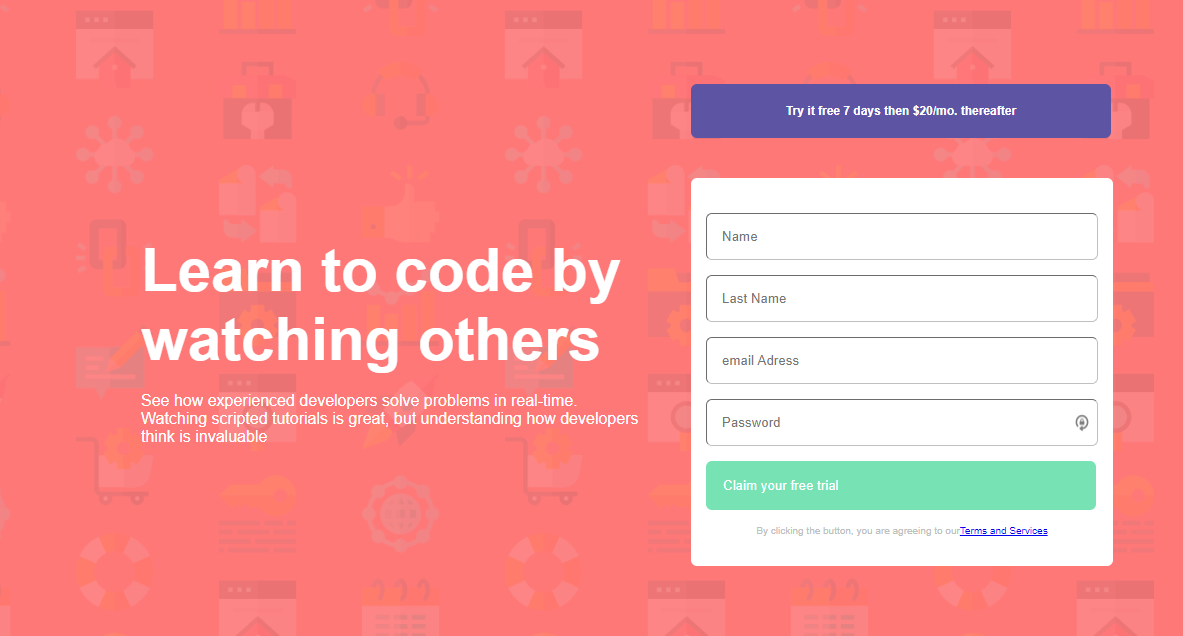 Try it free 7 days then $20/mo. thereafter
Learn to code by
watching others
See how experienced developers solve problems in real-time.
Watching scripted tutorials is great, but understanding how developers
think is invaluable
Name
Last Name
email Adress
Password
Claim your free trial
By clicking the button, you are agreeing to ourTerms and Services